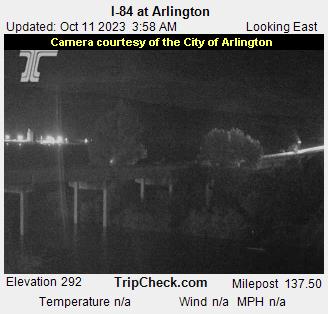 I-84 at Arlington
Updated: Oct 11 2023 3:58 AM Looking East
Camera courtesy of the City of Arlington
Elevation 292 TripCheck.com Milepost 137.50
Temperature n/a Wind n/a MPH n/a